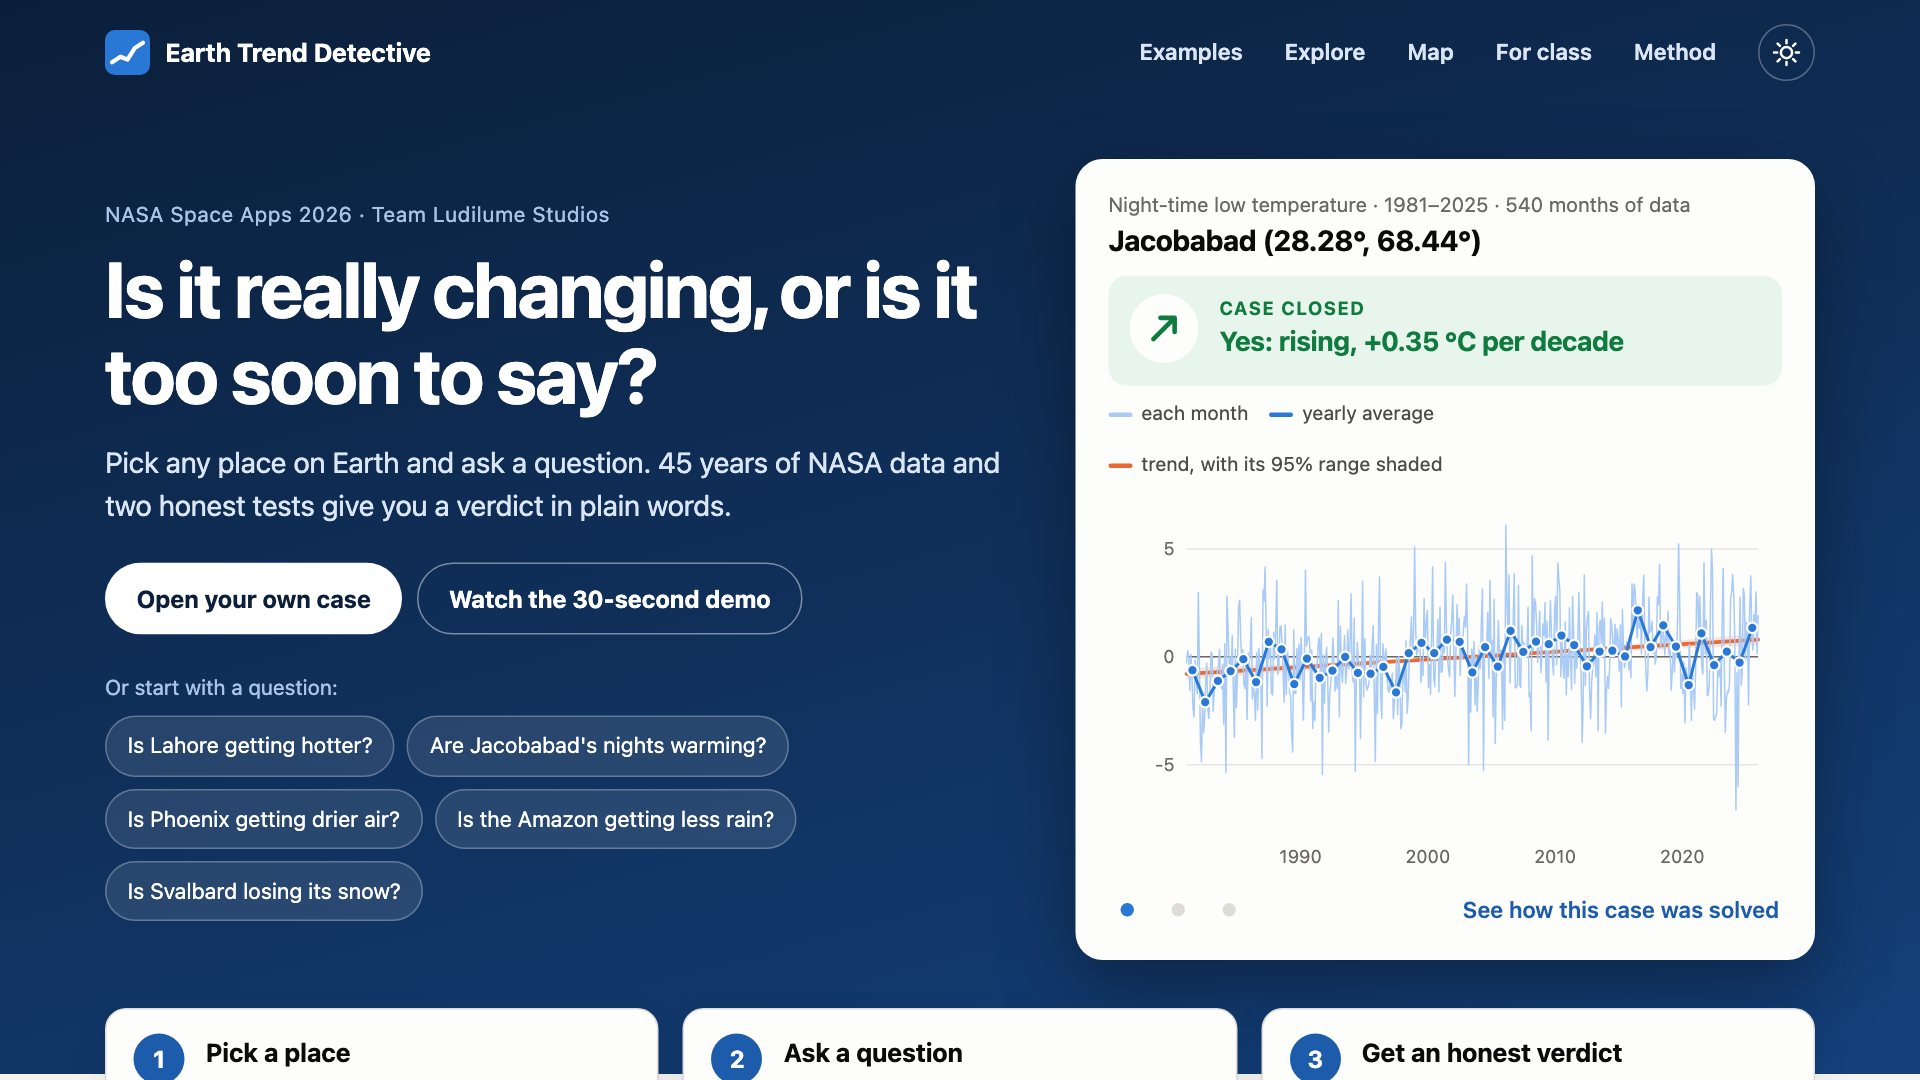 Earth Trend Detective
Examples
Explore
Map
For class
Method
NASA Space Apps 2026 · Team Ludilume Studios
Is it really changing, or is it
too soon to say?
Pick any place on Earth and ask a question. 45 years of NASA data and
two honest tests give you a verdict in plain words.
Open your own case
Watch the 30-second demo
Or start with a question:
Is Lahore getting hotter?
Are Jacobabad's nights warming?
Is Phoenix getting drier air?
Is the Amazon getting less rain?
Is Svalbard losing its snow?
Night-time low temperature · 1981–2025 · 540 months of data
Jacobabad (28.28°, 68.44°)
CASE CLOSED
Yes: rising, +0.35 °C per decade
each month
yearly average
trend, with its 95% range shaded
5
0
-5
1990
2000
2010
2020
See how this case was solved
1
Pick a place
2
Ask a question
3
Get an honest verdict